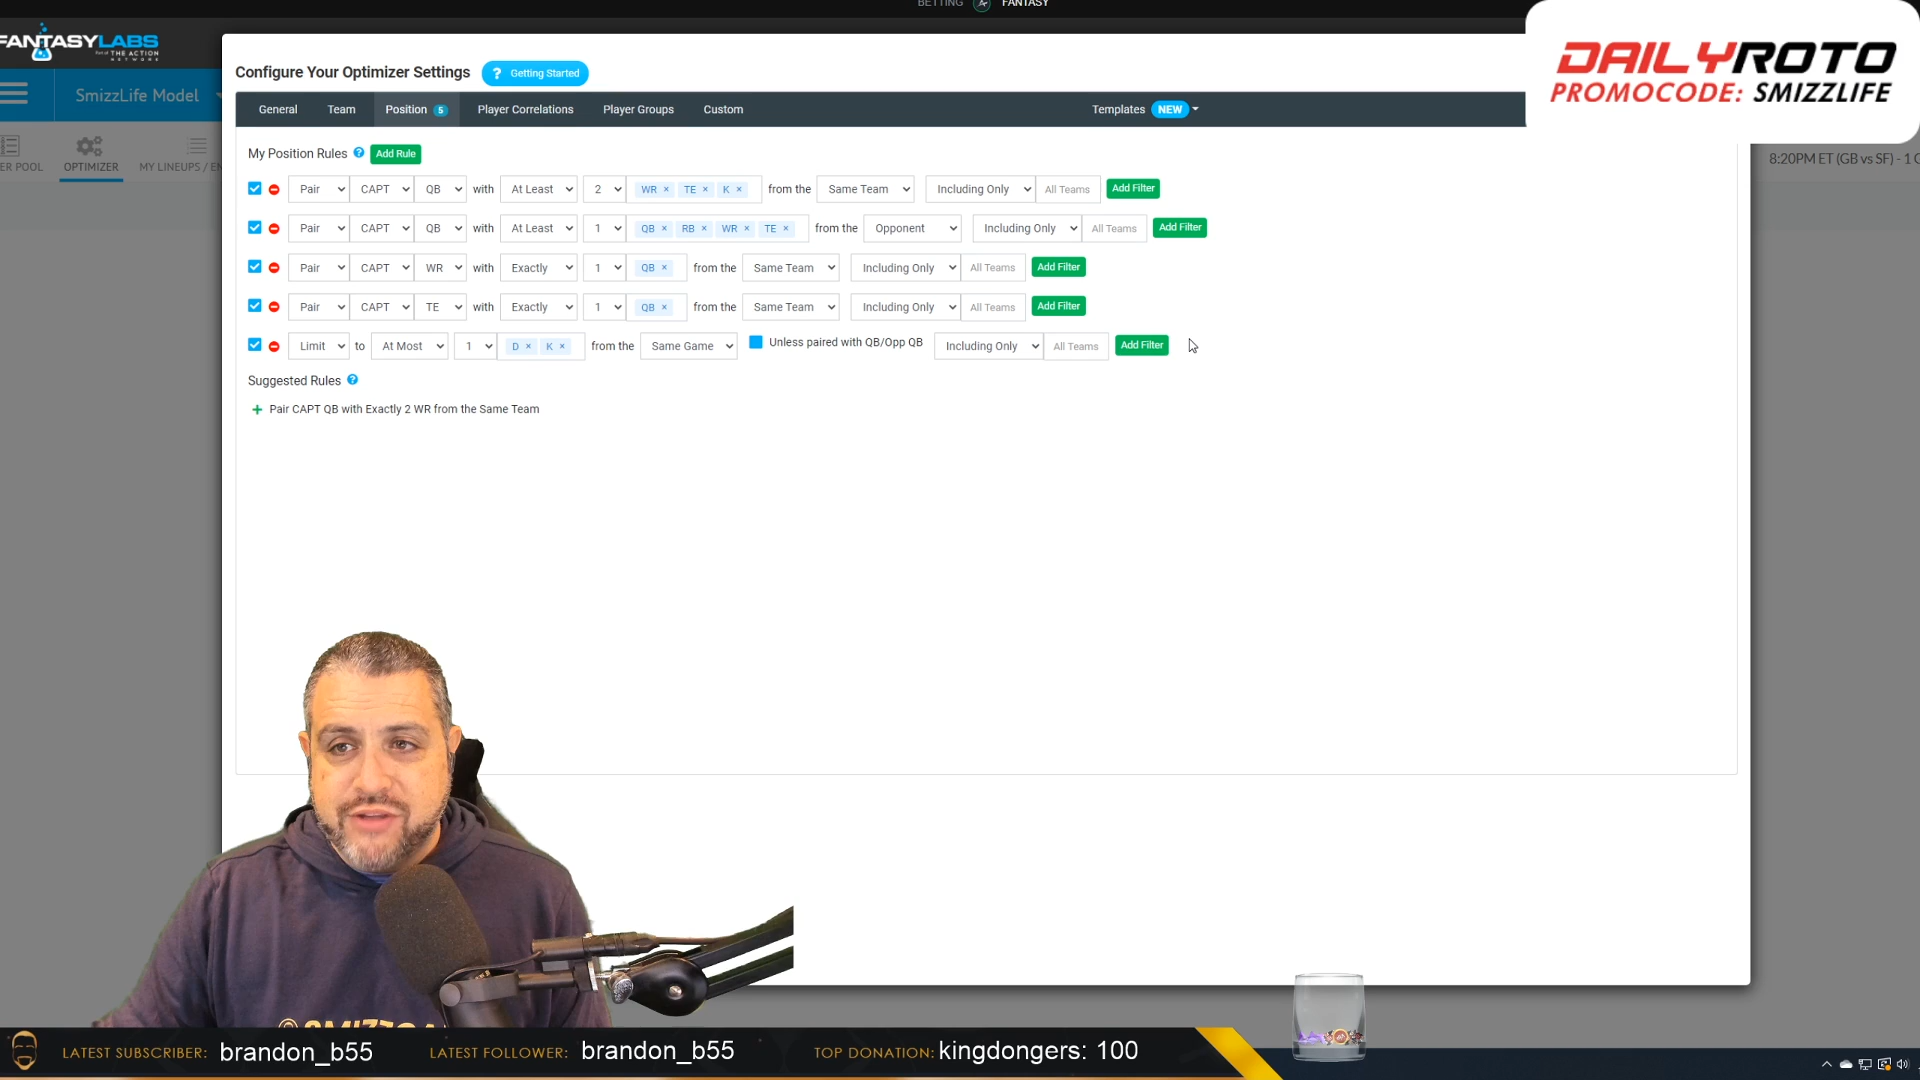 BETTING FANTASY
FANTASYLABS
Part of THE ACTION NETWORK
DAILYROTO
PROMOCODE: SMIZZLIFE
Configure Your Optimizer Settings ? Getting Started
SmizzLife Model
General Team Position 5 Player Correlations Player Groups Custom Templates NEW
ER POOL OPTIMIZER MY LINEUPS / EN
8:20PM ET (GB vs SF) - 1 G
My Position Rules ? Add Rule
Pair CAPT QB with At Least 2 WR × TE × K × from the Same Team Including Only All Teams Add Filter
Pair CAPT QB with At Least 1 QB × RB × WR × TE × from the Opponent Including Only All Teams Add Filter
Pair CAPT WR with Exactly 1 QB × from the Same Team Including Only All Teams Add Filter
Pair CAPT TE with Exactly 1 QB × from the Same Team Including Only All Teams Add Filter
Limit to At Most 1 D × K × from the Same Game Unless paired with QB/Opp QB Including Only All Teams Add Filter
Suggested Rules ?
+ Pair CAPT QB with Exactly 2 WR from the Same Team
LATEST SUBSCRIBER: brandon_b55 LATEST FOLLOWER: brandon_b55 TOP DONATION: kingdongers: 100